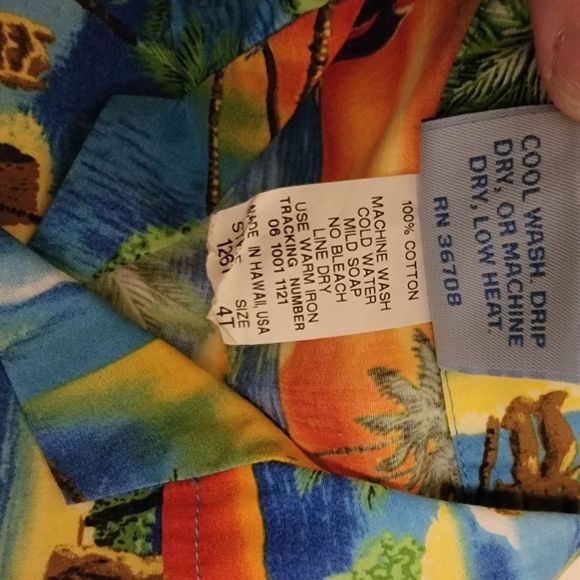 100% COTTON
MACHINE WASH
COLD WATER
MILD SOAP
NO BLEACH
LINE DRY
USE WARM IRON
TRACKING NUMBER
06 1001 1121
MADE IN HAWAII, USA
SIZE
4T
COOL WASH, DRIP
DRY, OR MACHINE
DRY, LOW HEAT.
RN 36708